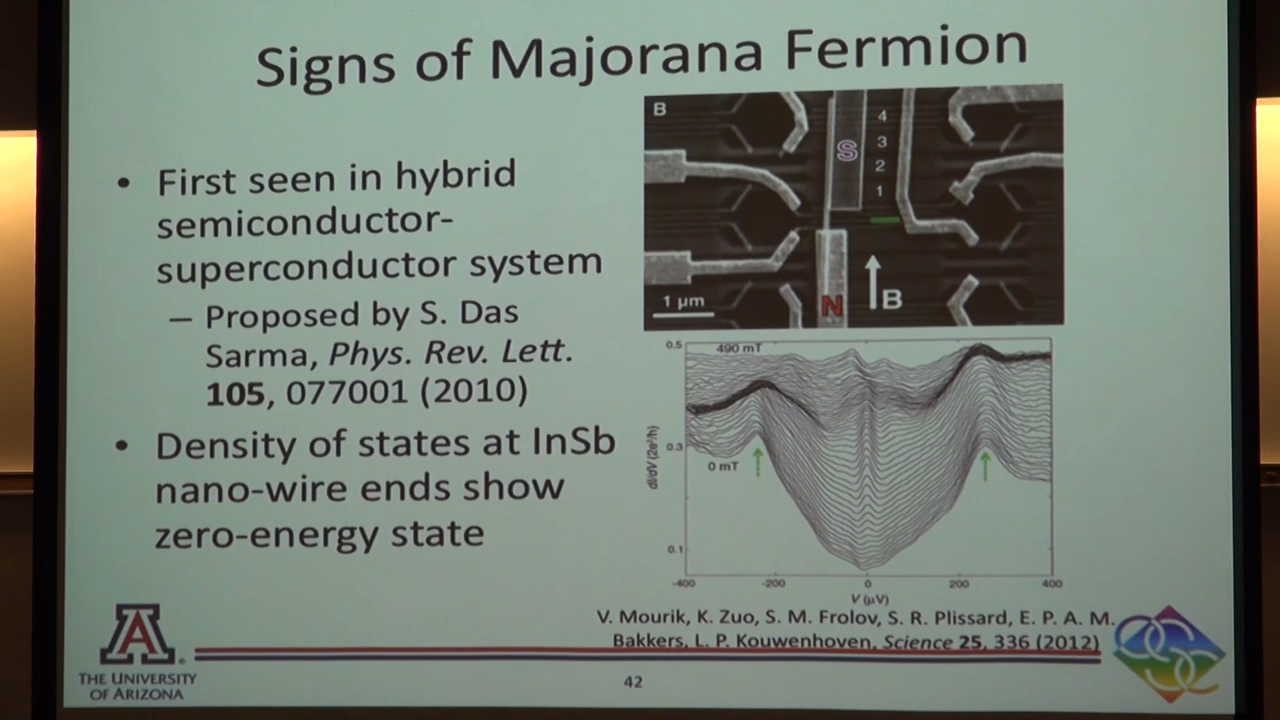 Signs of Majorana Fermion
• First seen in hybrid
semiconductor-
superconductor system
– Proposed by S. Das
Sarma, Phys. Rev. Lett.
105, 077001 (2010)
• Density of states at InSb
nano-wire ends show
zero-energy state
B
S
4
3
2
1
N
B
1 µm
0.5
490 mT
0.3
0 mT
0.1
dI/dV (2e²/h)
-400 -200 0 200 400
V (µV)
V. Mourik, K. Zuo, S. M. Frolov, S. R. Plissard, E. P. A. M.
Bakkers, L. P. Kouwenhoven, Science 25, 336 (2012)
A
THE UNIVERSITY
OF ARIZONA
42
OSC